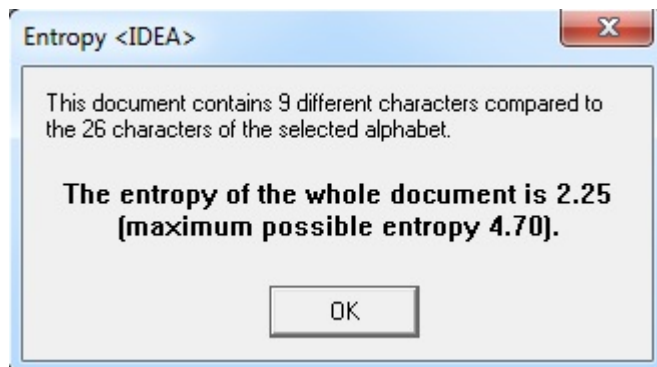 Entropy <IDEA>
This document contains 9 different characters compared to
the 26 characters of the selected alphabet.
The entropy of the whole document is 2.25
(maximum possible entropy 4.70).
OK